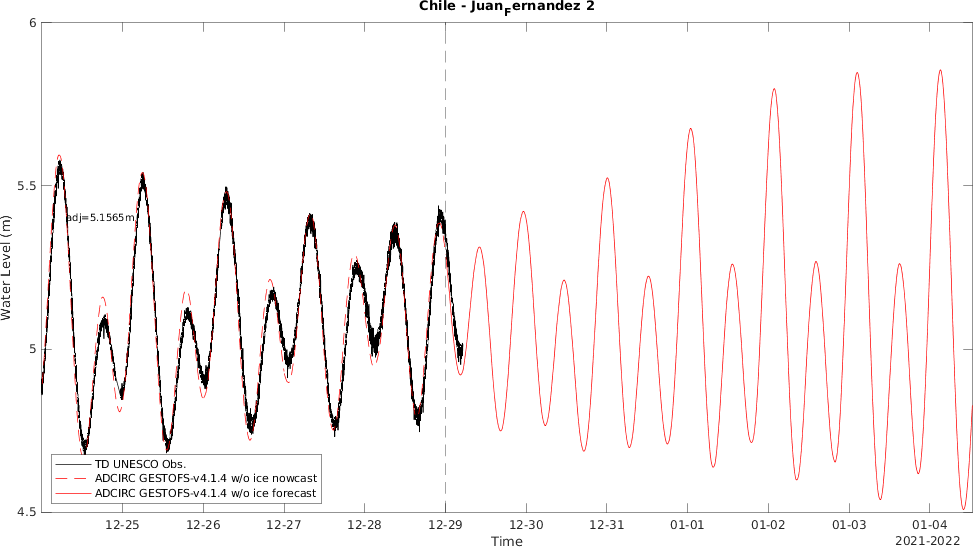 Chile - Juan_Fernandez 2
6
5.5
5
4.5
Water Level (m)
adj=5.1565m
TD UNESCO Obs.
ADCIRC GESTOFS-v4.1.4 w/o ice nowcast
ADCIRC GESTOFS-v4.1.4 w/o ice forecast
12-25 12-26 12-27 12-28 12-29 12-30 12-31 01-01 01-02 01-03 01-04
Time
2021-2022